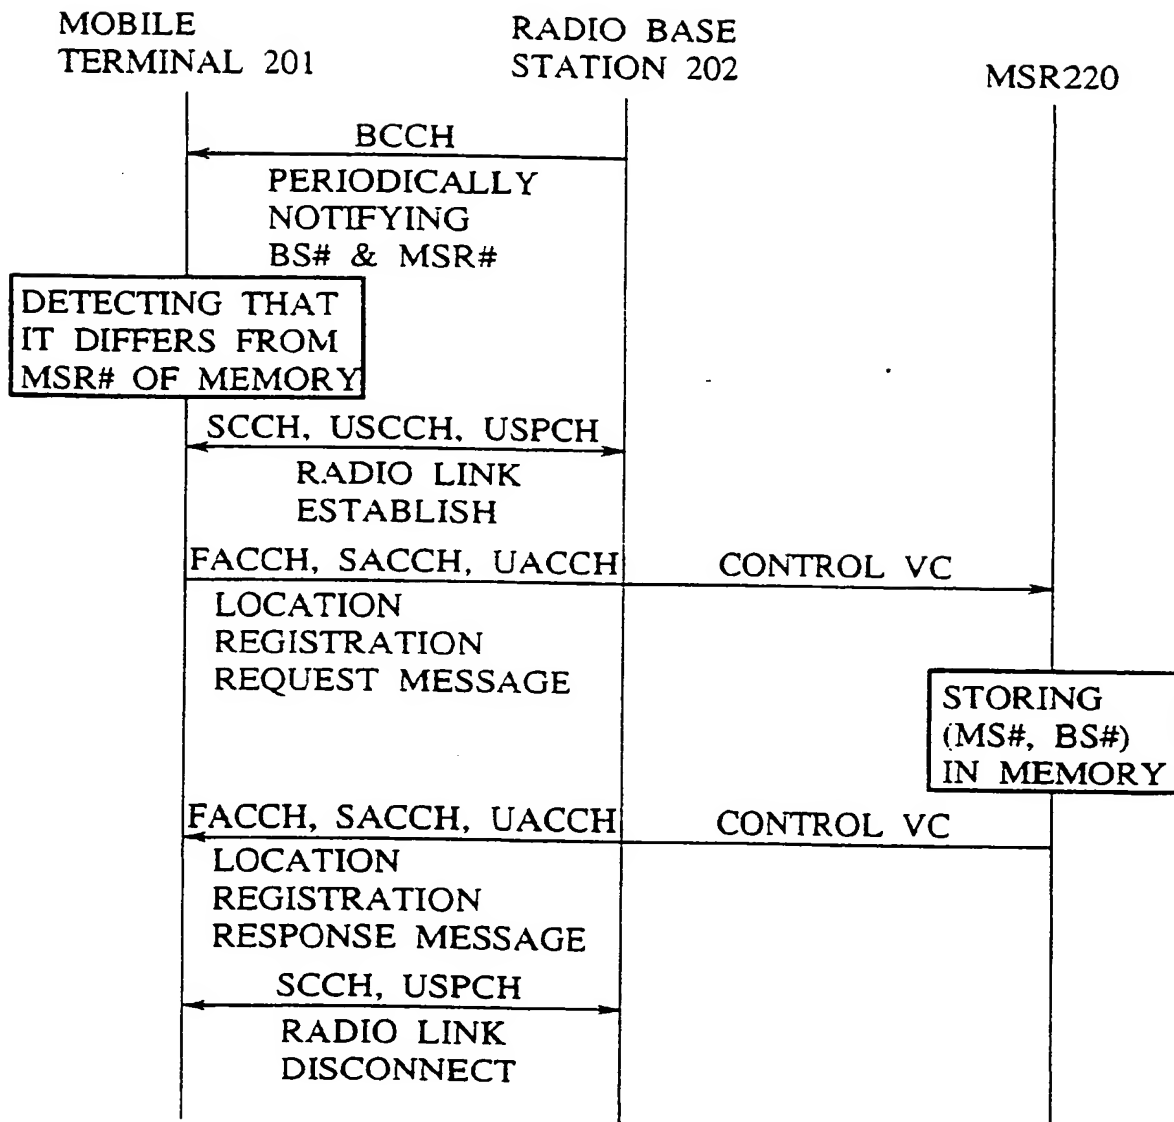 MOBILE
TERMINAL 201
RADIO BASE
STATION 202
MSR220
BCCH
PERIODICALLY
NOTIFYING
BS# & MSR#
DETECTING THAT
IT DIFFERS FROM
MSR# OF MEMORY
SCCH, USCCH, USPCH
RADIO LINK
ESTABLISH
FACCH, SACCH, UACCH
CONTROL VC
LOCATION
REGISTRATION
REQUEST MESSAGE
STORING
(MS#, BS#)
IN MEMORY
FACCH, SACCH, UACCH
CONTROL VC
LOCATION
REGISTRATION
RESPONSE MESSAGE
SCCH, USPCH
RADIO LINK
DISCONNECT